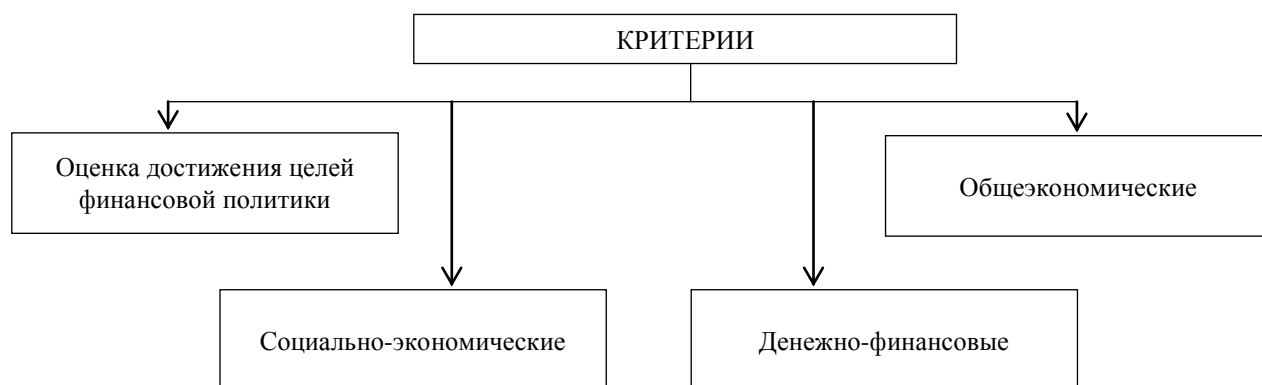 КРИТЕРИИ
Оценка достижения целей
финансовой политики
Общеэкономические
Социально-экономические
Денежно-финансовые